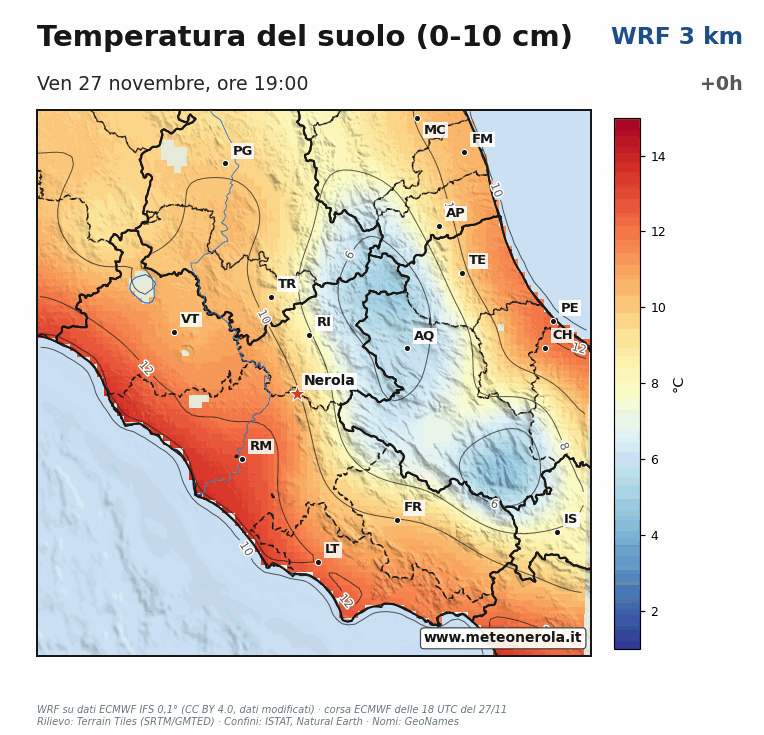 Temperatura del suolo (0-10 cm)
WRF 3 km
Ven 27 novembre, ore 19:00
+0h
MC
FM
PG
10
AP
6
TE
TR
10
PE
VT
RI
AQ
CH
12
12
Nerola
8
RM
6
FR
IS
10
LT
12
www.meteonerola.it
14
12
10
8
6
4
2
°C
WRF su dati ECMWF IFS 0,1° (CC BY 4.0, dati modificati) · corsa ECMWF delle 18 UTC del 27/11
Rilievo: Terrain Tiles (SRTM/GMTED) · Confini: ISTAT, Natural Earth · Nomi: GeoNames